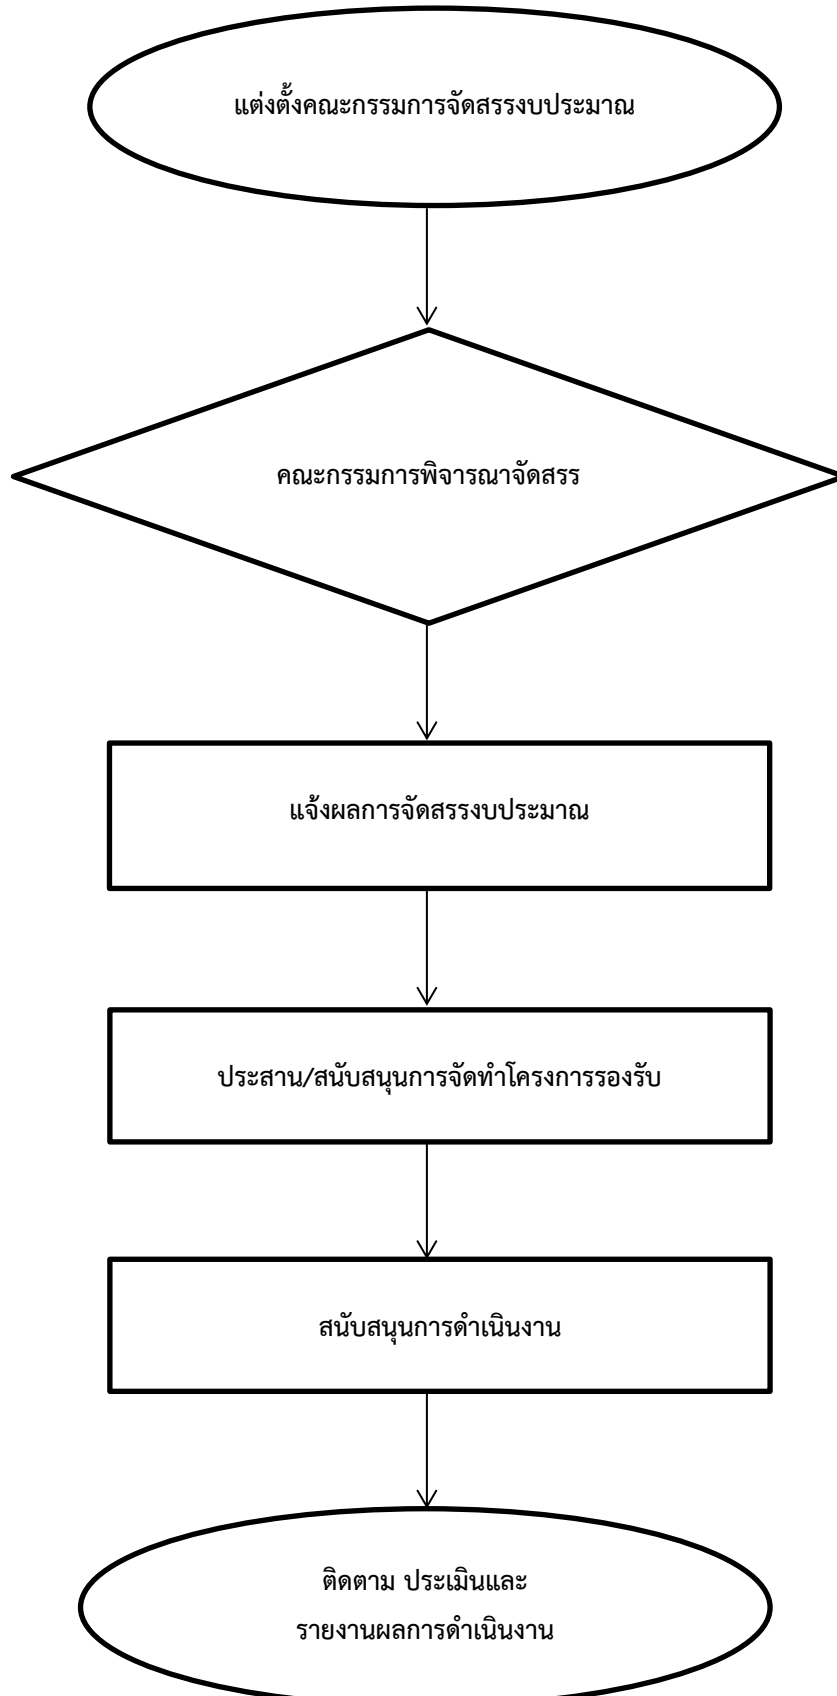 แต่งตั้งคณะกรรมการจัดสรรงบประมาณ
คณะกรรมการพิจารณาจัดสรร
แจ้งผลการจัดสรรงบประมาณ
ประสาน/สนับสนุนการจัดทำโครงการรองรับ
สนับสนุนการดำเนินงาน
ติดตาม ประเมินและ
รายงานผลการดำเนินงาน